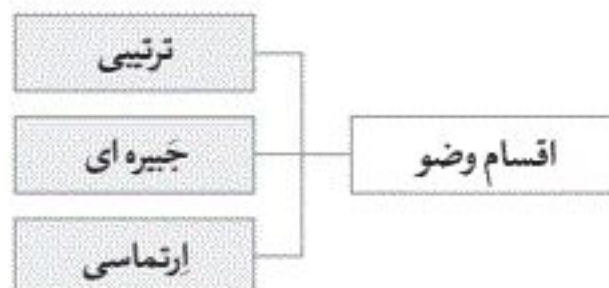 اقسام وضو
ترتیبی
جَبیره ای
اِرتماسی